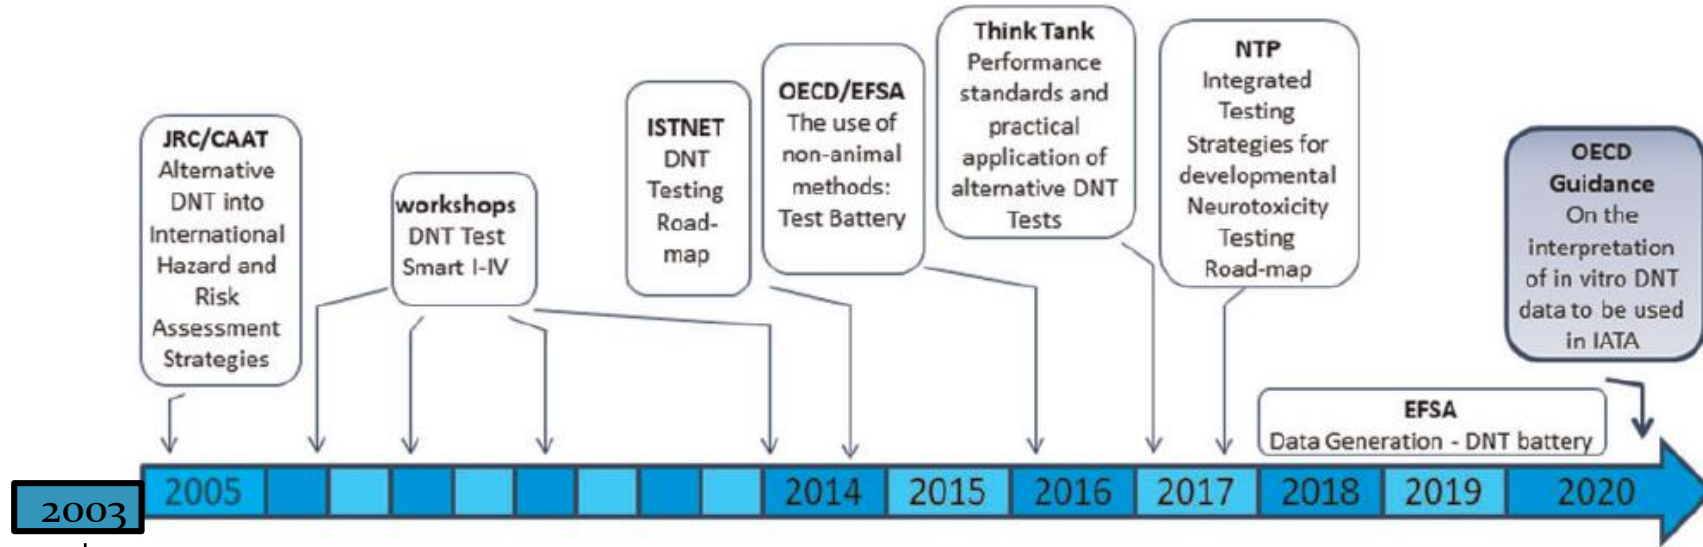 JRC/CAAT
Alternative
DNT into
International
Hazard and
Risk
Assessment
Strategies
workshops
DNT Test
Smart I-IV
ISTNET
DNT
Testing
Road-
map
OECD/EFSA
The use of
non-animal
methods:
Test Battery
Think Tank
Performance
standards and
practical
application of
alternative DNT
Tests
NTP
Integrated
Testing
Strategies for
developmental
Neurotoxicity
Testing
Road-map
OECD
Guidance
On the
interpretation
of in vitro DNT
data to be used
in IATA
EFSA
Data Generation - DNT battery
2003
2005
2014
2015
2016
2017
2018
2019
2020